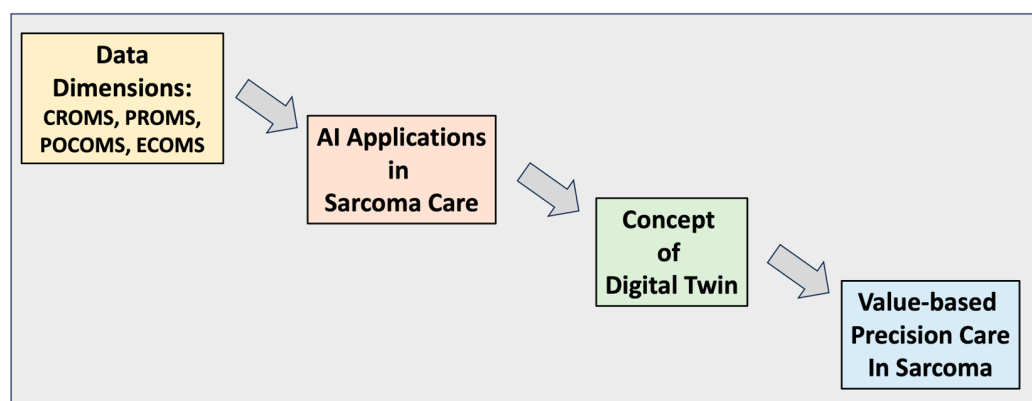 Data
Dimensions:
CROMS, PROMS,
POCOMS, ECOMS
AI Applications
in
Sarcoma Care
Concept
of
Digital Twin
Value-based
Precision Care
In Sarcoma